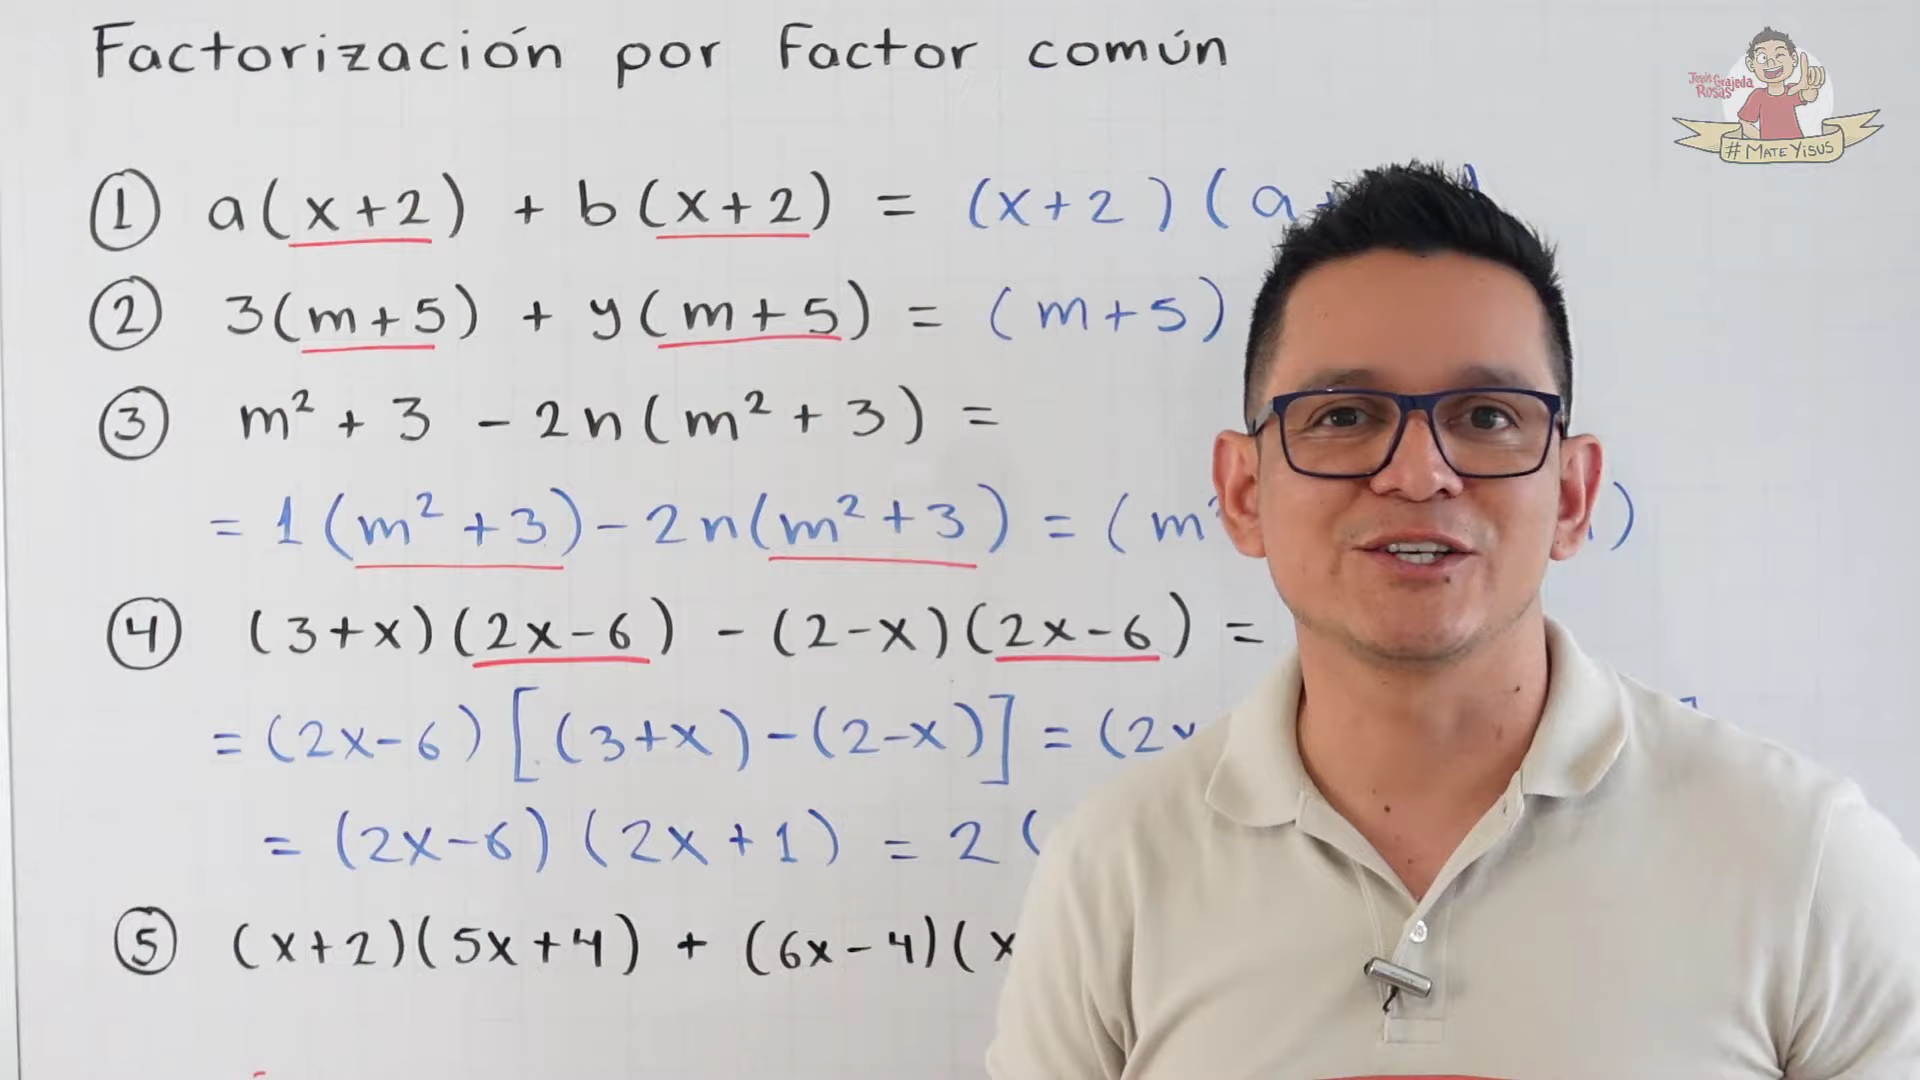 Factorización por factor común
Jesús Grajeda
Rosas
# MATE YISUS
① a(x+2) + b(x+2) = (x+2)(a+
② 3(m+5) + y(m+5) = (m+5)
③ m² + 3 - 2n(m² + 3) =
= 1(m² + 3) - 2n(m² + 3) = (m² )
④ (3+x)(2x-6) - (2-x)(2x-6) =
= (2x-6)[(3+x)-(2-x)] = (2x ]
= (2x-6)(2x+1) = 2(
⑤ (x+2)(5x+4) + (6x-4)(x